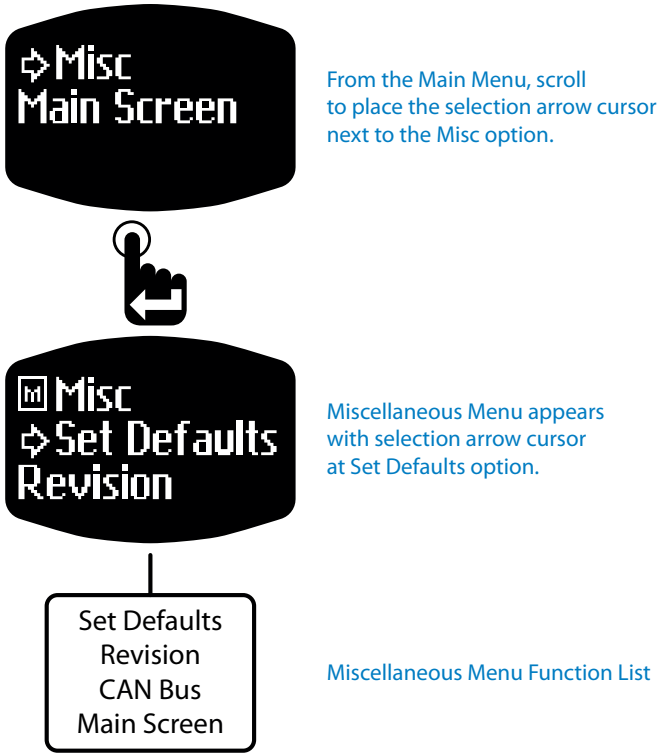 Misc
Main Screen
From the Main Menu, scroll
to place the selection arrow cursor
next to the Misc option.
M Misc
Set Defaults
Revision
Miscellaneous Menu appears
with selection arrow cursor
at Set Defaults option.
Set Defaults
Revision
CAN Bus
Main Screen
Miscellaneous Menu Function List